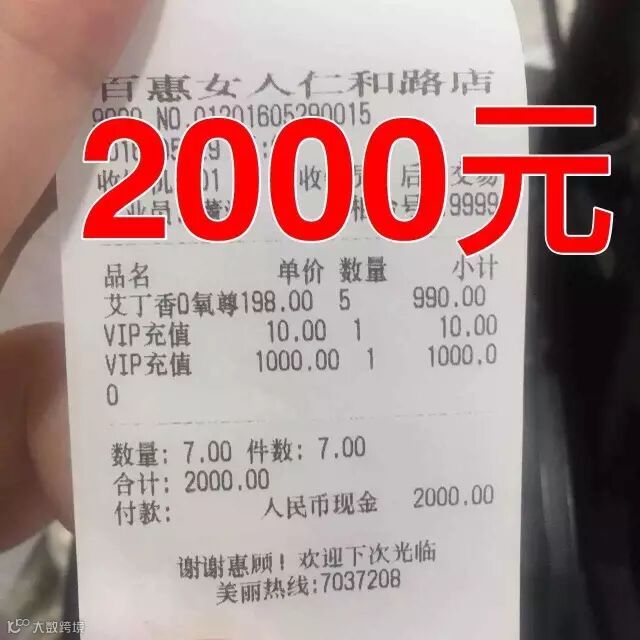 百惠女人仁和路店
NO.01201605290015
2000元
9999
品名 单价 数量 小计
艾丁香O氧尊198.00 5 990.00
VIP充值 10.00 1 10.00
VIP充值 1000.00 1 1000.0
0
数量: 7.00 件数: 7.00
合计: 2000.00
付款: 人民币现金 2000.00
谢谢惠顾! 欢迎下次光临
美丽热线:7037208
大数跨境